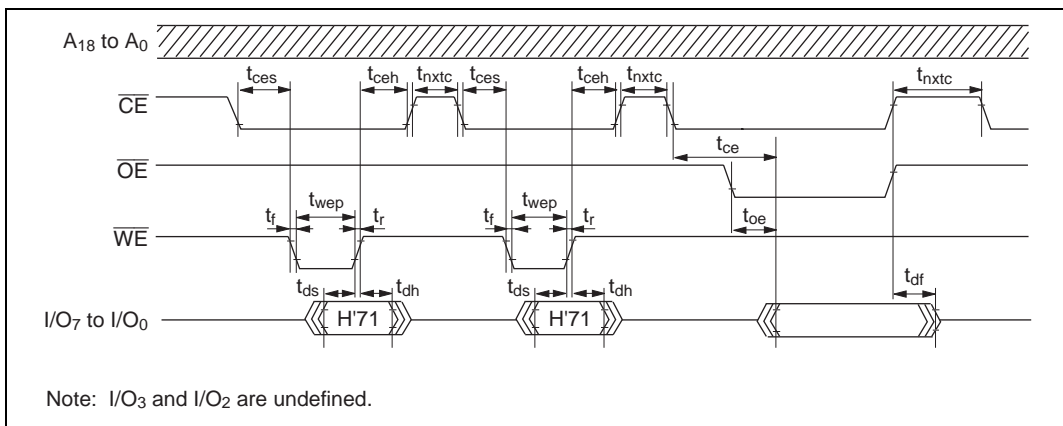 A18 to A0
tces tceh tnxtc tces tceh tnxtc tnxtc
CE
tce
OE
twep twep
tf tr tf tr toe
WE
tds tdh tds tdh tdf
I/O7 to I/O0 H'71 H'71
Note: I/O3 and I/O2 are undefined.